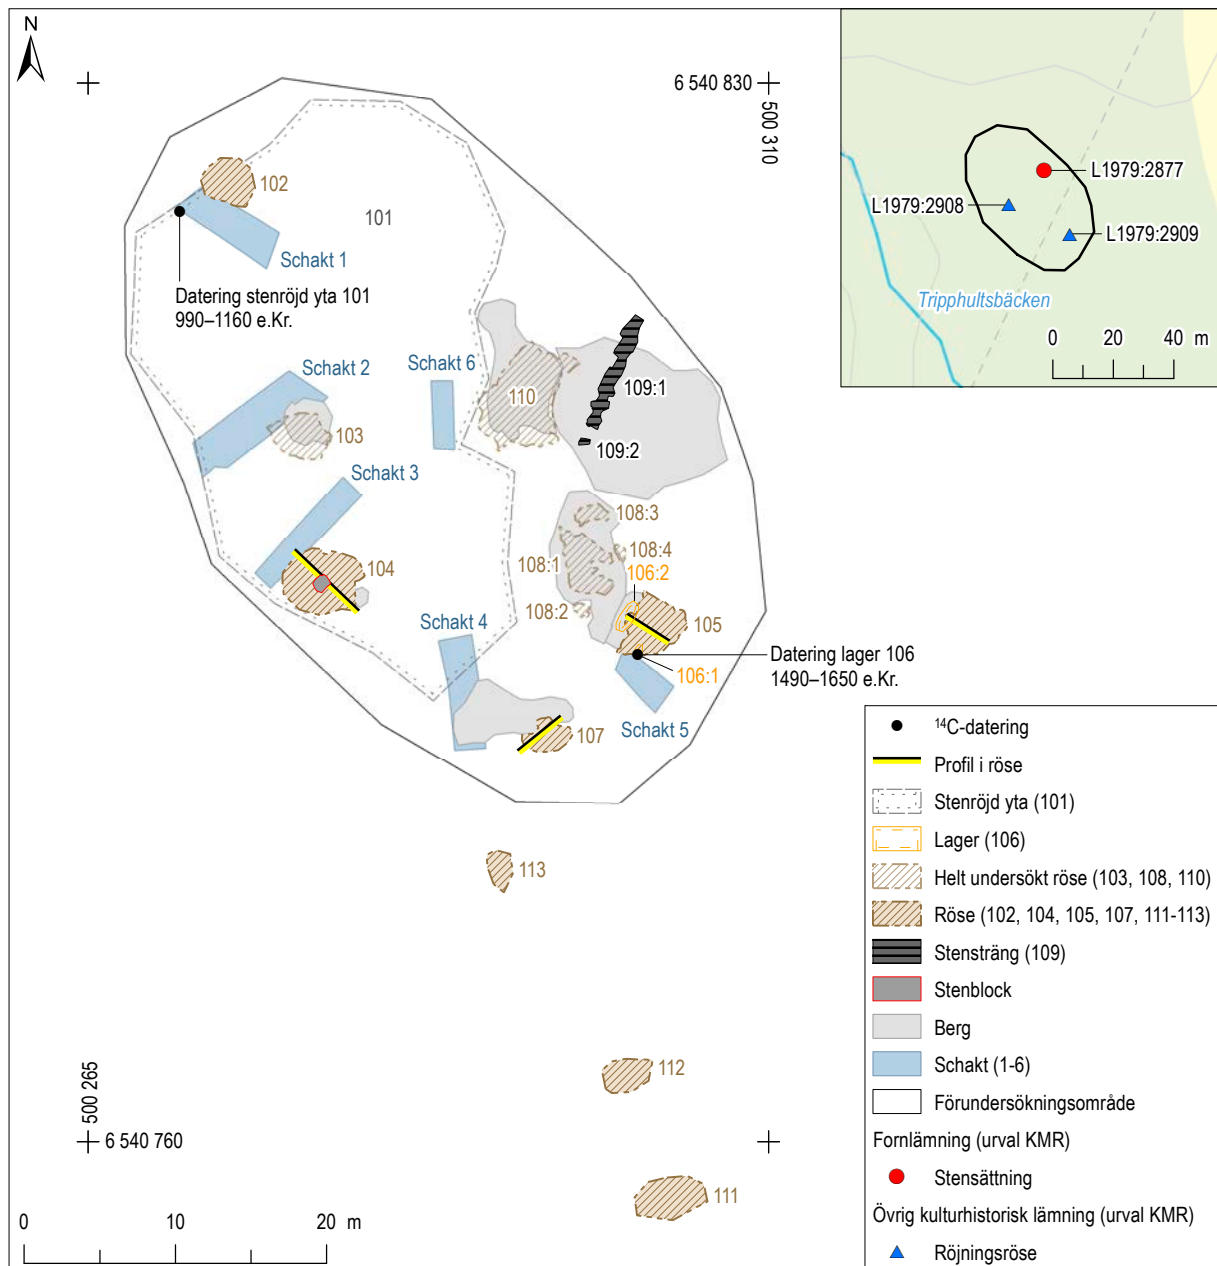 N
6 540 830
500 310
102
101
Schakt 1
Datering stenröjd yta 101
990–1160 e.Kr.
Schakt 2
Schakt 6
110
109:1
103
109:2
Schakt 3
108:3
108:4
108:1
106:2
104
108:2
105
Schakt 4
Datering lager 106
1490–1650 e.Kr.
106:1
Schakt 5
107
113
112
500 265
6 540 760
111
0 10 20 m
L1979:2877
L1979:2908
L1979:2909
Tripphultsbäcken
0 20 40 m
¹⁴C-datering
Profil i röse
Stenröjd yta (101)
Lager (106)
Helt undersökt röse (103, 108, 110)
Röse (102, 104, 105, 107, 111-113)
Stensträng (109)
Stenblock
Berg
Schakt (1-6)
Förundersökningsområde
Fornlämning (urval KMR)
Stensättning
Övrig kulturhistorisk lämning (urval KMR)
Röjningsröse